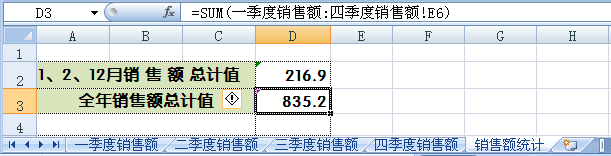 D3 fx =SUM(一季度销售额:四季度销售额!E6)
A B C D E F G H
1
2 1、2、12月销 售 额 总计值 216.9
3 全年销售额总计值 835.2
4
一季度销售额 二季度销售额 三季度销售额 四季度销售额 销售额统计